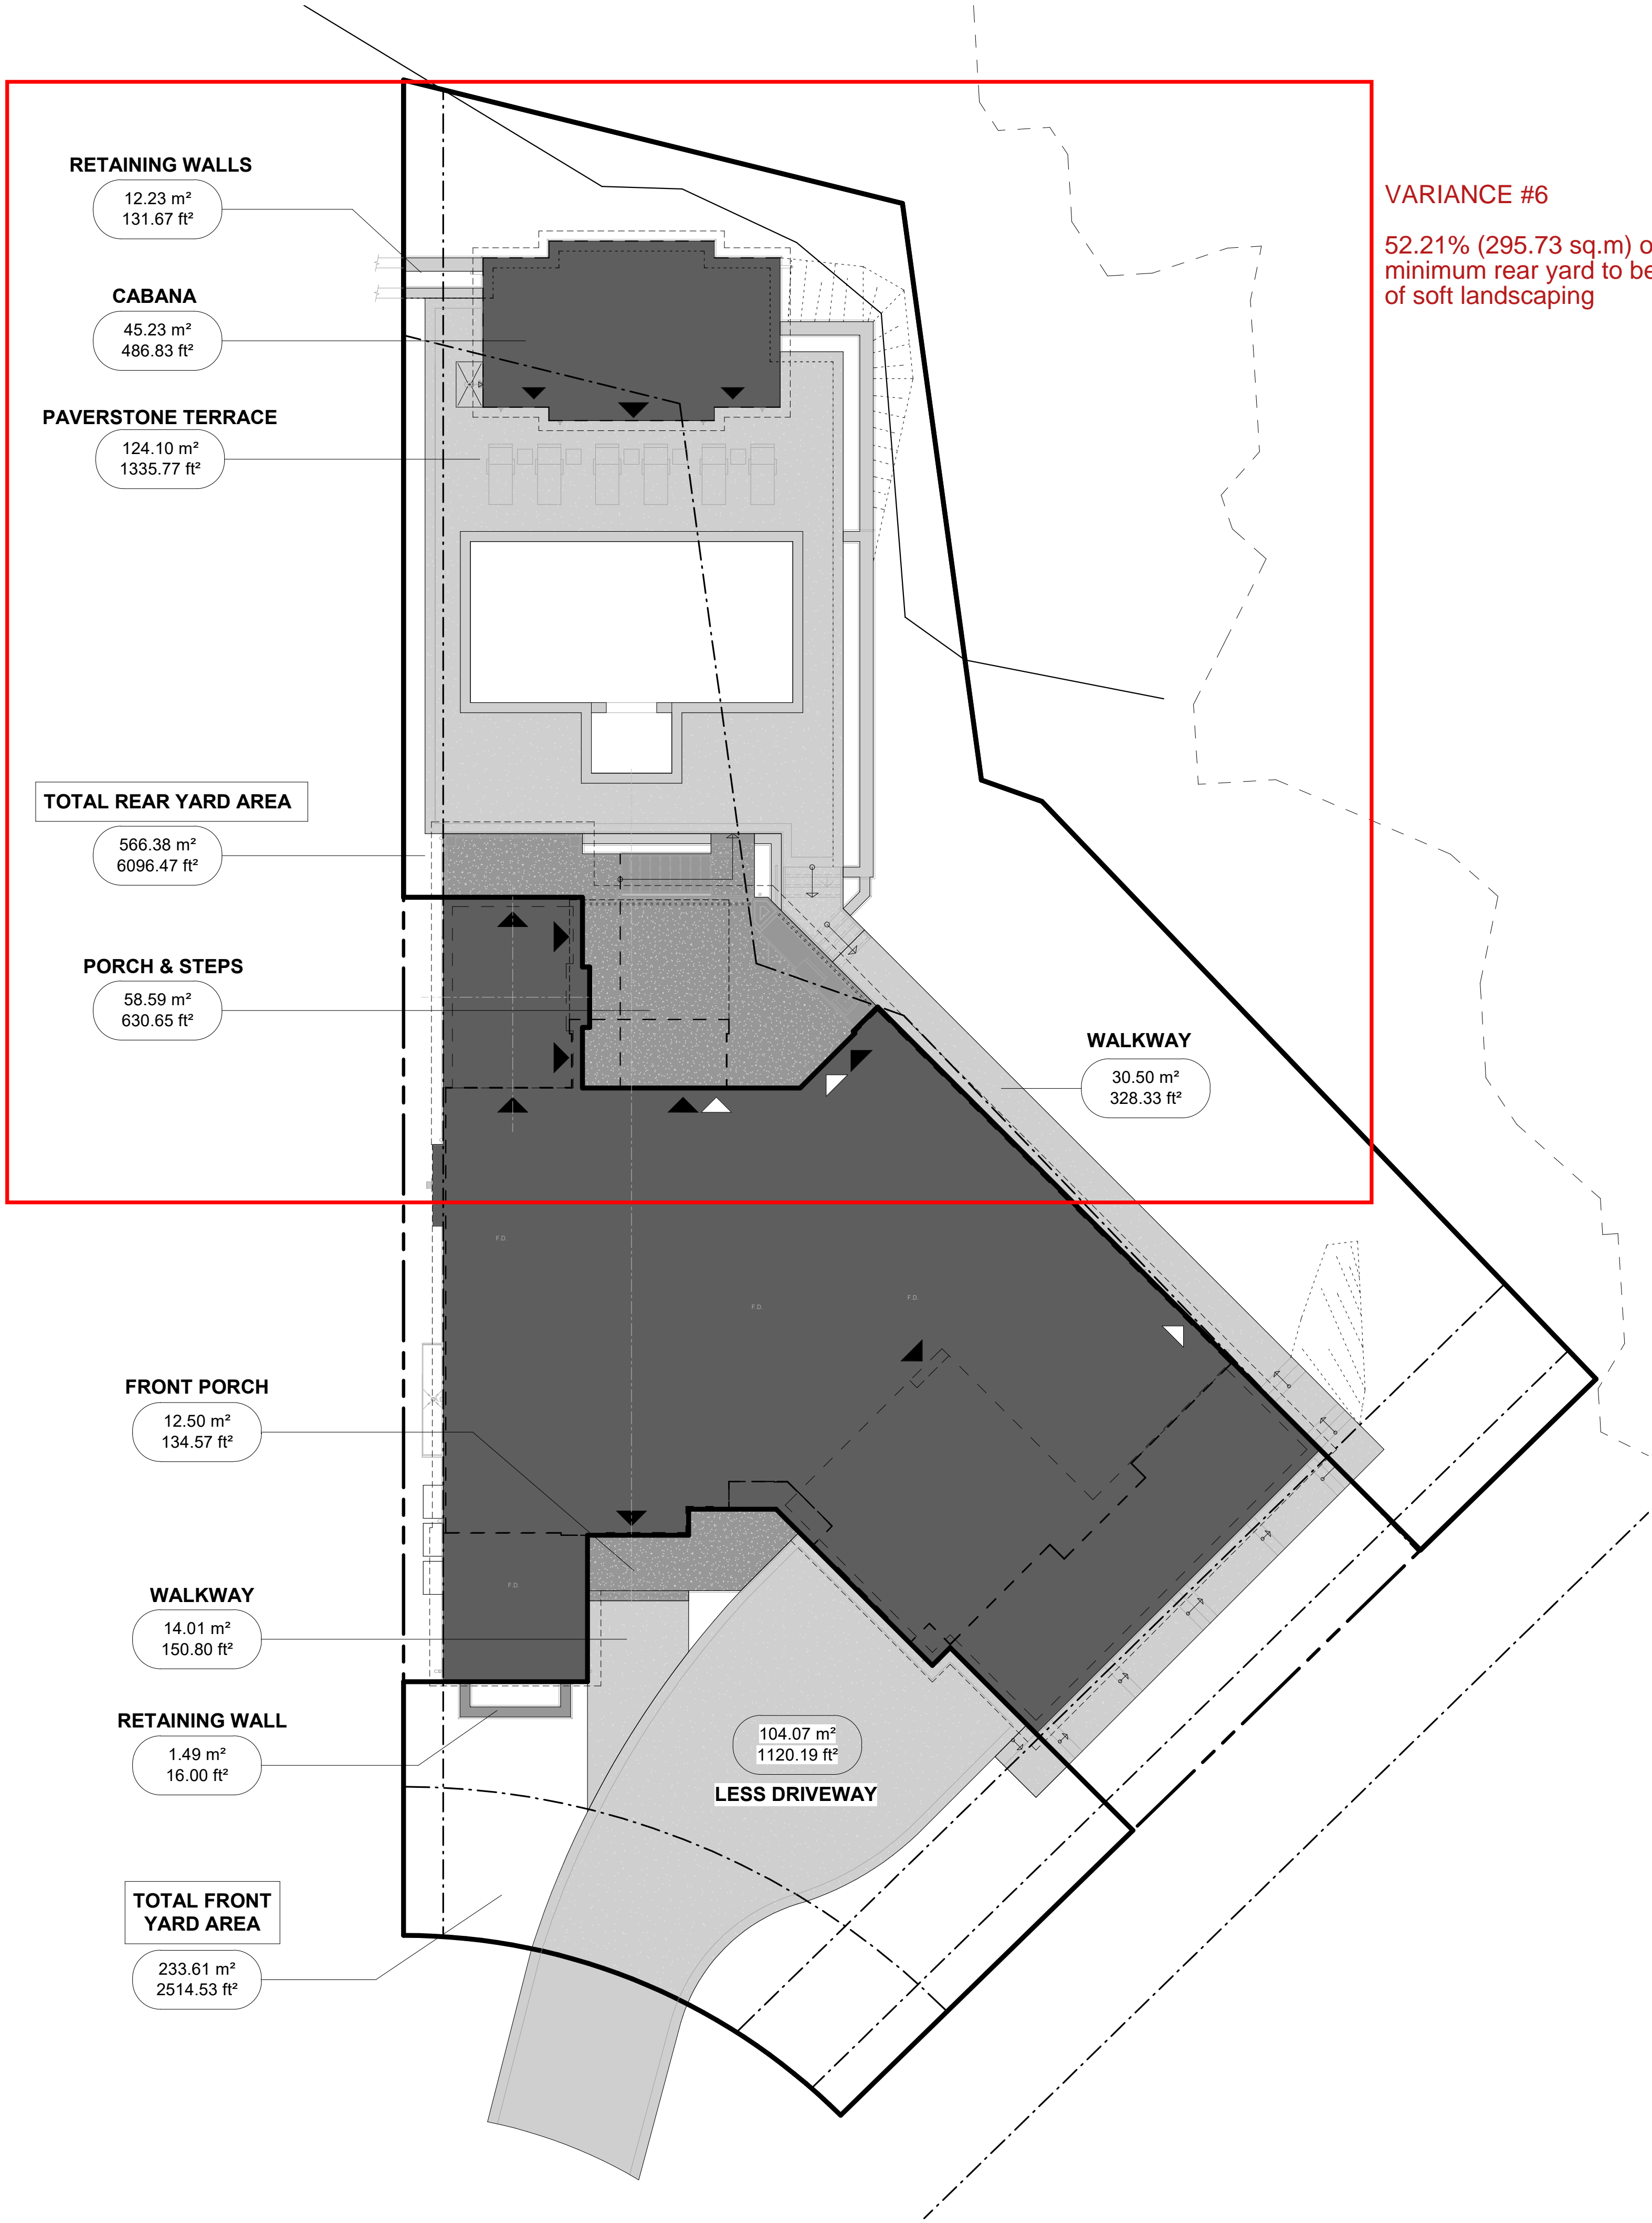 RETAINING WALLS
12.23 m²
131.67 ft²
CABANA
45.23 m²
486.83 ft²
PAVERSTONE TERRACE
124.10 m²
1335.77 ft²
VARIANCE #6
52.21% (295.73 sq.m) o
minimum rear yard to be
of soft landscaping
TOTAL REAR YARD AREA
566.38 m²
6096.47 ft²
PORCH & STEPS
58.59 m²
630.65 ft²
WALKWAY
30.50 m²
328.33 ft²
F.D.
F.D.
F.D.
FRONT PORCH
12.50 m²
134.57 ft²
F.D.
WALKWAY
14.01 m²
150.80 ft²
RETAINING WALL
1.49 m²
16.00 ft²
104.07 m²
1120.19 ft²
LESS DRIVEWAY
TOTAL FRONT
YARD AREA
233.61 m²
2514.53 ft²